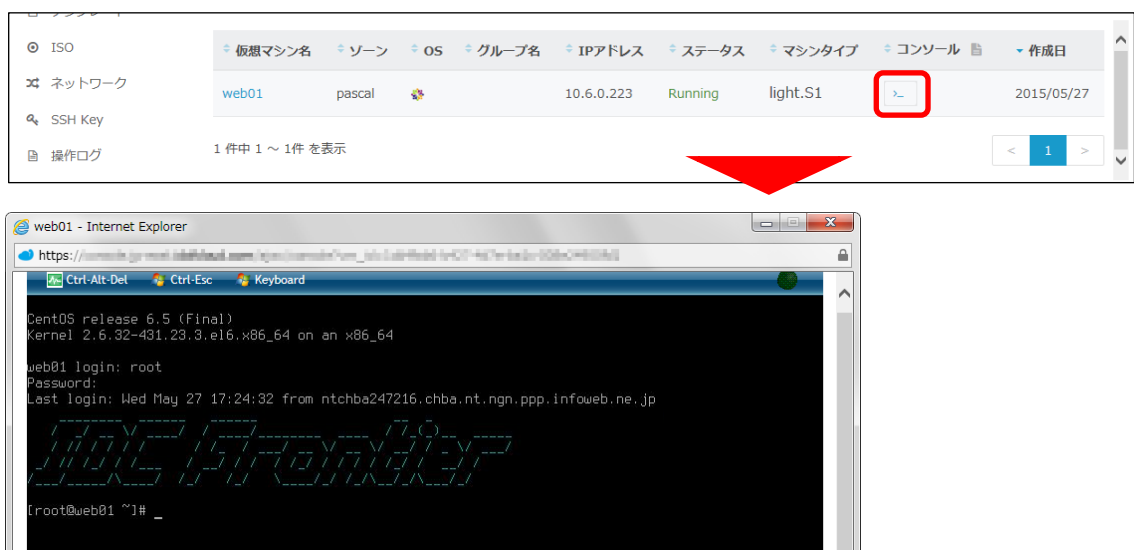 ISO
仮想マシン名 ゾーン OS グループ名 IPアドレス ステータス マシンタイプ コンソール 作成日
ネットワーク
web01 pascal 10.6.0.223 Running light.S1 >_ 2015/05/27
SSH Key
操作ログ
1 件中 1 ～ 1件 を表示
< 1 >
web01 - Internet Explorer
https://
Ctrl-Alt-Del Ctrl-Esc Keyboard
CentOS release 6.5 (Final)
Kernel 2.6.32-431.23.3.el6.x86_64 on an x86_64
web01 login: root
Password:
Last login: Wed May 27 17:24:32 from ntchba247216.chba.nt.ngn.ppp.infoweb.ne.jp
IDC Frontier
[root@web01 ~]# _